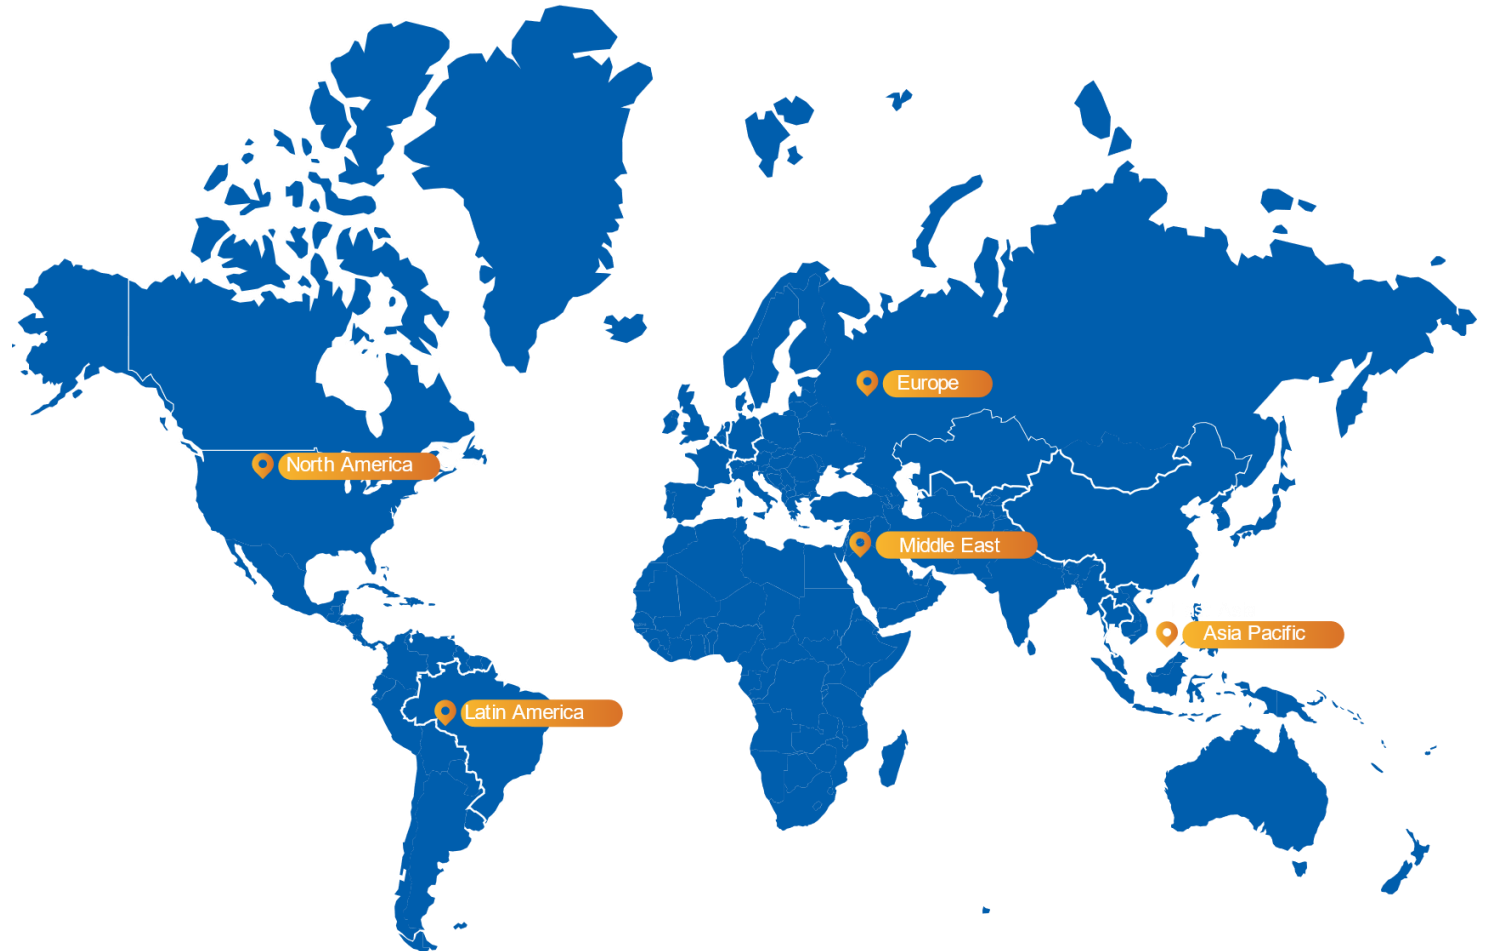 Europe
North America
Middle East
Asia Pacific
Latin America